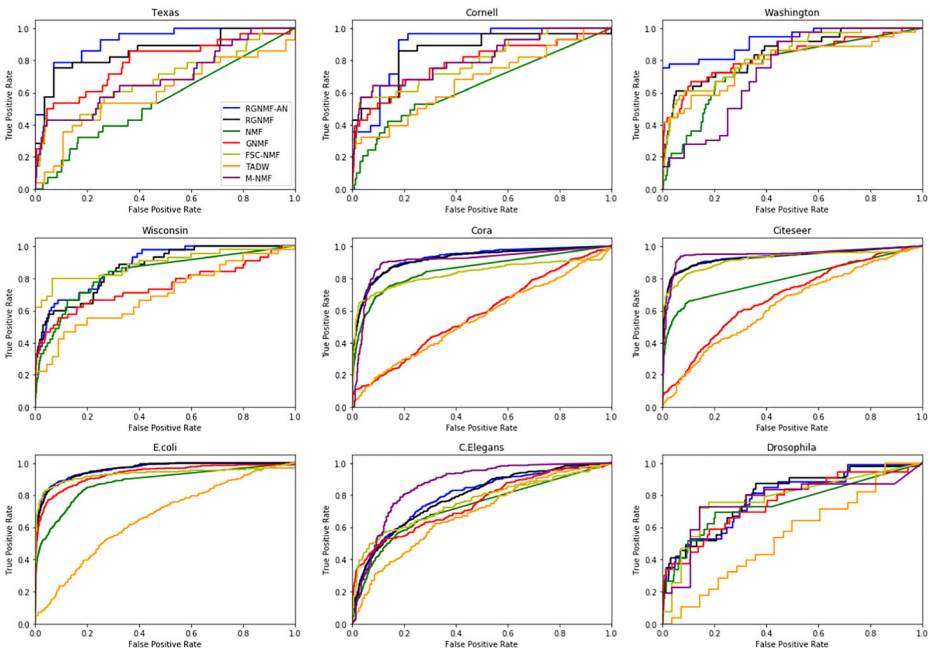 Texas
True Positive Rate
1.0
0.8
0.6
0.4
0.2
0.0
RGNMF-AN
RGNMF
NMF
GNMF
FSC-NMF
TADW
M-NMF
0.0 0.2 0.4 0.6 0.8 1.0
False Positive Rate
Cornell
True Positive Rate
1.0
0.8
0.6
0.4
0.2
0.0
0.0 0.2 0.4 0.6 0.8 1.0
False Positive Rate
Washington
True Positive Rate
1.0
0.8
0.6
0.4
0.2
0.0
0.0 0.2 0.4 0.6 0.8 1.0
False Positive Rate
Wisconsin
True Positive Rate
1.0
0.8
0.6
0.4
0.2
0.0
0.0 0.2 0.4 0.6 0.8 1.0
False Positive Rate
Cora
True Positive Rate
1.0
0.8
0.6
0.4
0.2
0.0
0.0 0.2 0.4 0.6 0.8 1.0
False Positive Rate
Citeseer
True Positive Rate
1.0
0.8
0.6
0.4
0.2
0.0
0.0 0.2 0.4 0.6 0.8 1.0
False Positive Rate
E.coli
True Positive Rate
1.0
0.8
0.6
0.4
0.2
0.0
0.0 0.2 0.4 0.6 0.8 1.0
False Positive Rate
C.Elegans
True Positive Rate
1.0
0.8
0.6
0.4
0.2
0.0
0.0 0.2 0.4 0.6 0.8 1.0
False Positive Rate
Drosophila
True Positive Rate
1.0
0.8
0.6
0.4
0.2
0.0
0.0 0.2 0.4 0.6 0.8 1.0
False Positive Rate